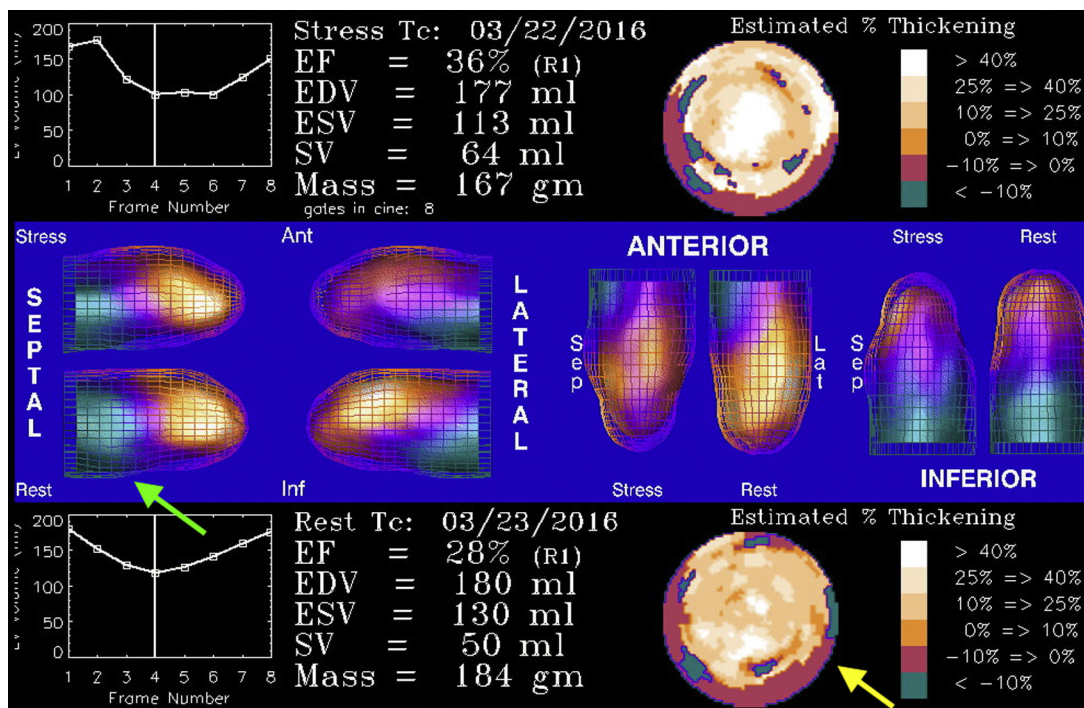 200
150
100
50
0
1 2 3 4 5 6 7 8
Frame Number
Stress Tc: 03/22/2016
EF = 36% (R1)
EDV = 177 ml
ESV = 113 ml
SV = 64 ml
Mass = 167 gm
gates in cine: 8
Estimated % Thickening
> 40%
25% => 40%
10% => 25%
0% => 10%
-10% => 0%
< -10%
Stress
Ant
SEPTAL
LATERAL
Rest
Inf
ANTERIOR
Sep
Lat
Stress
Rest
Stress
Rest
Sep
INFERIOR
200
150
100
50
0
1 2 3 4 5 6 7 8
Frame Number
Rest Tc: 03/23/2016
EF = 28% (R1)
EDV = 180 ml
ESV = 130 ml
SV = 50 ml
Mass = 184 gm
Estimated % Thickening
> 40%
25% => 40%
10% => 25%
0% => 10%
-10% => 0%
< -10%